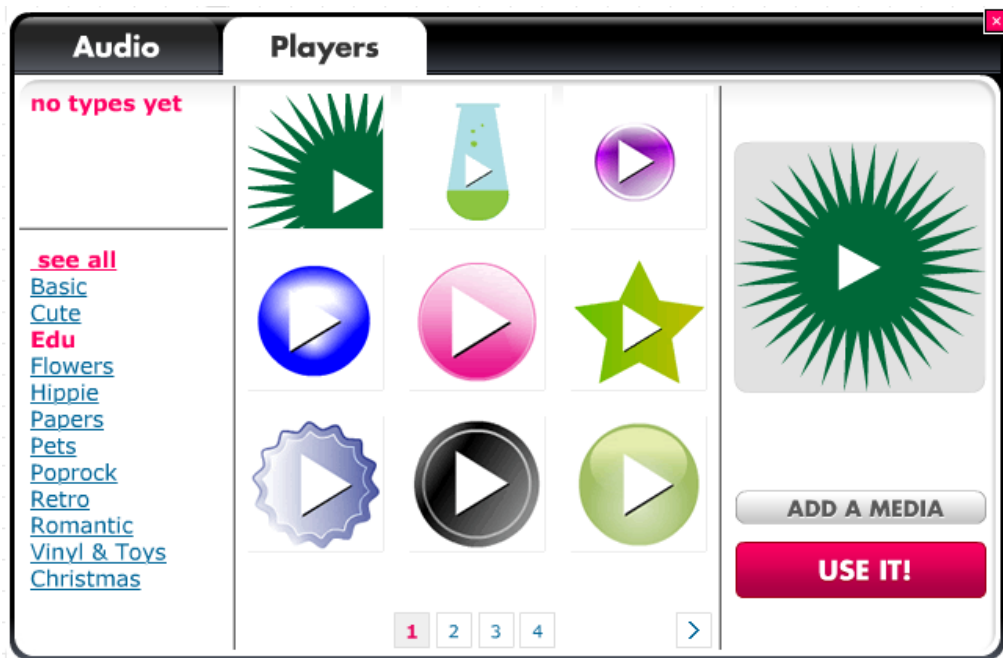 Audio
Players
×
no types yet
see all
Basic
Cute
Edu
Flowers
Hippie
Papers
Pets
Poprock
Retro
Romantic
Vinyl & Toys
Christmas
1 2 3 4 >
ADD A MEDIA
USE IT!